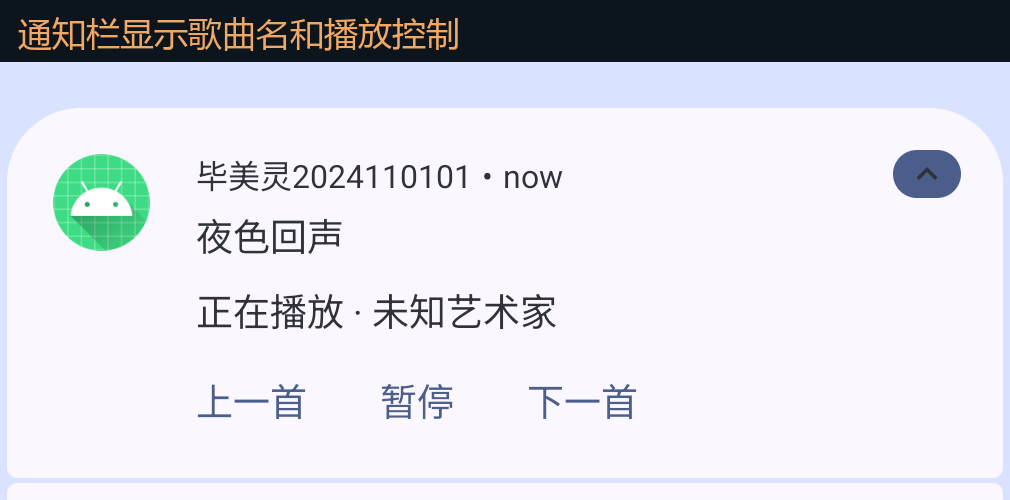 通知栏显示歌曲名和播放控制
毕美灵2024110101 • now
夜色回声
正在播放 · 未知艺术家
上一首 暂停 下一首